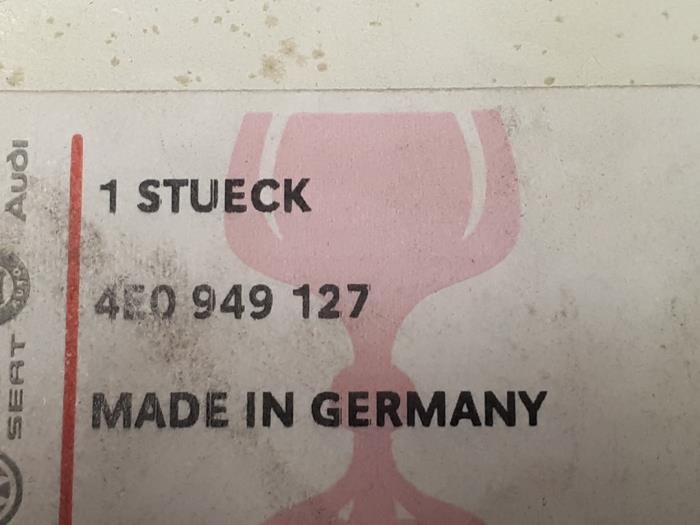 1 STUECK
4E0 949 127
MADE IN GERMANY
Audi
SEAT